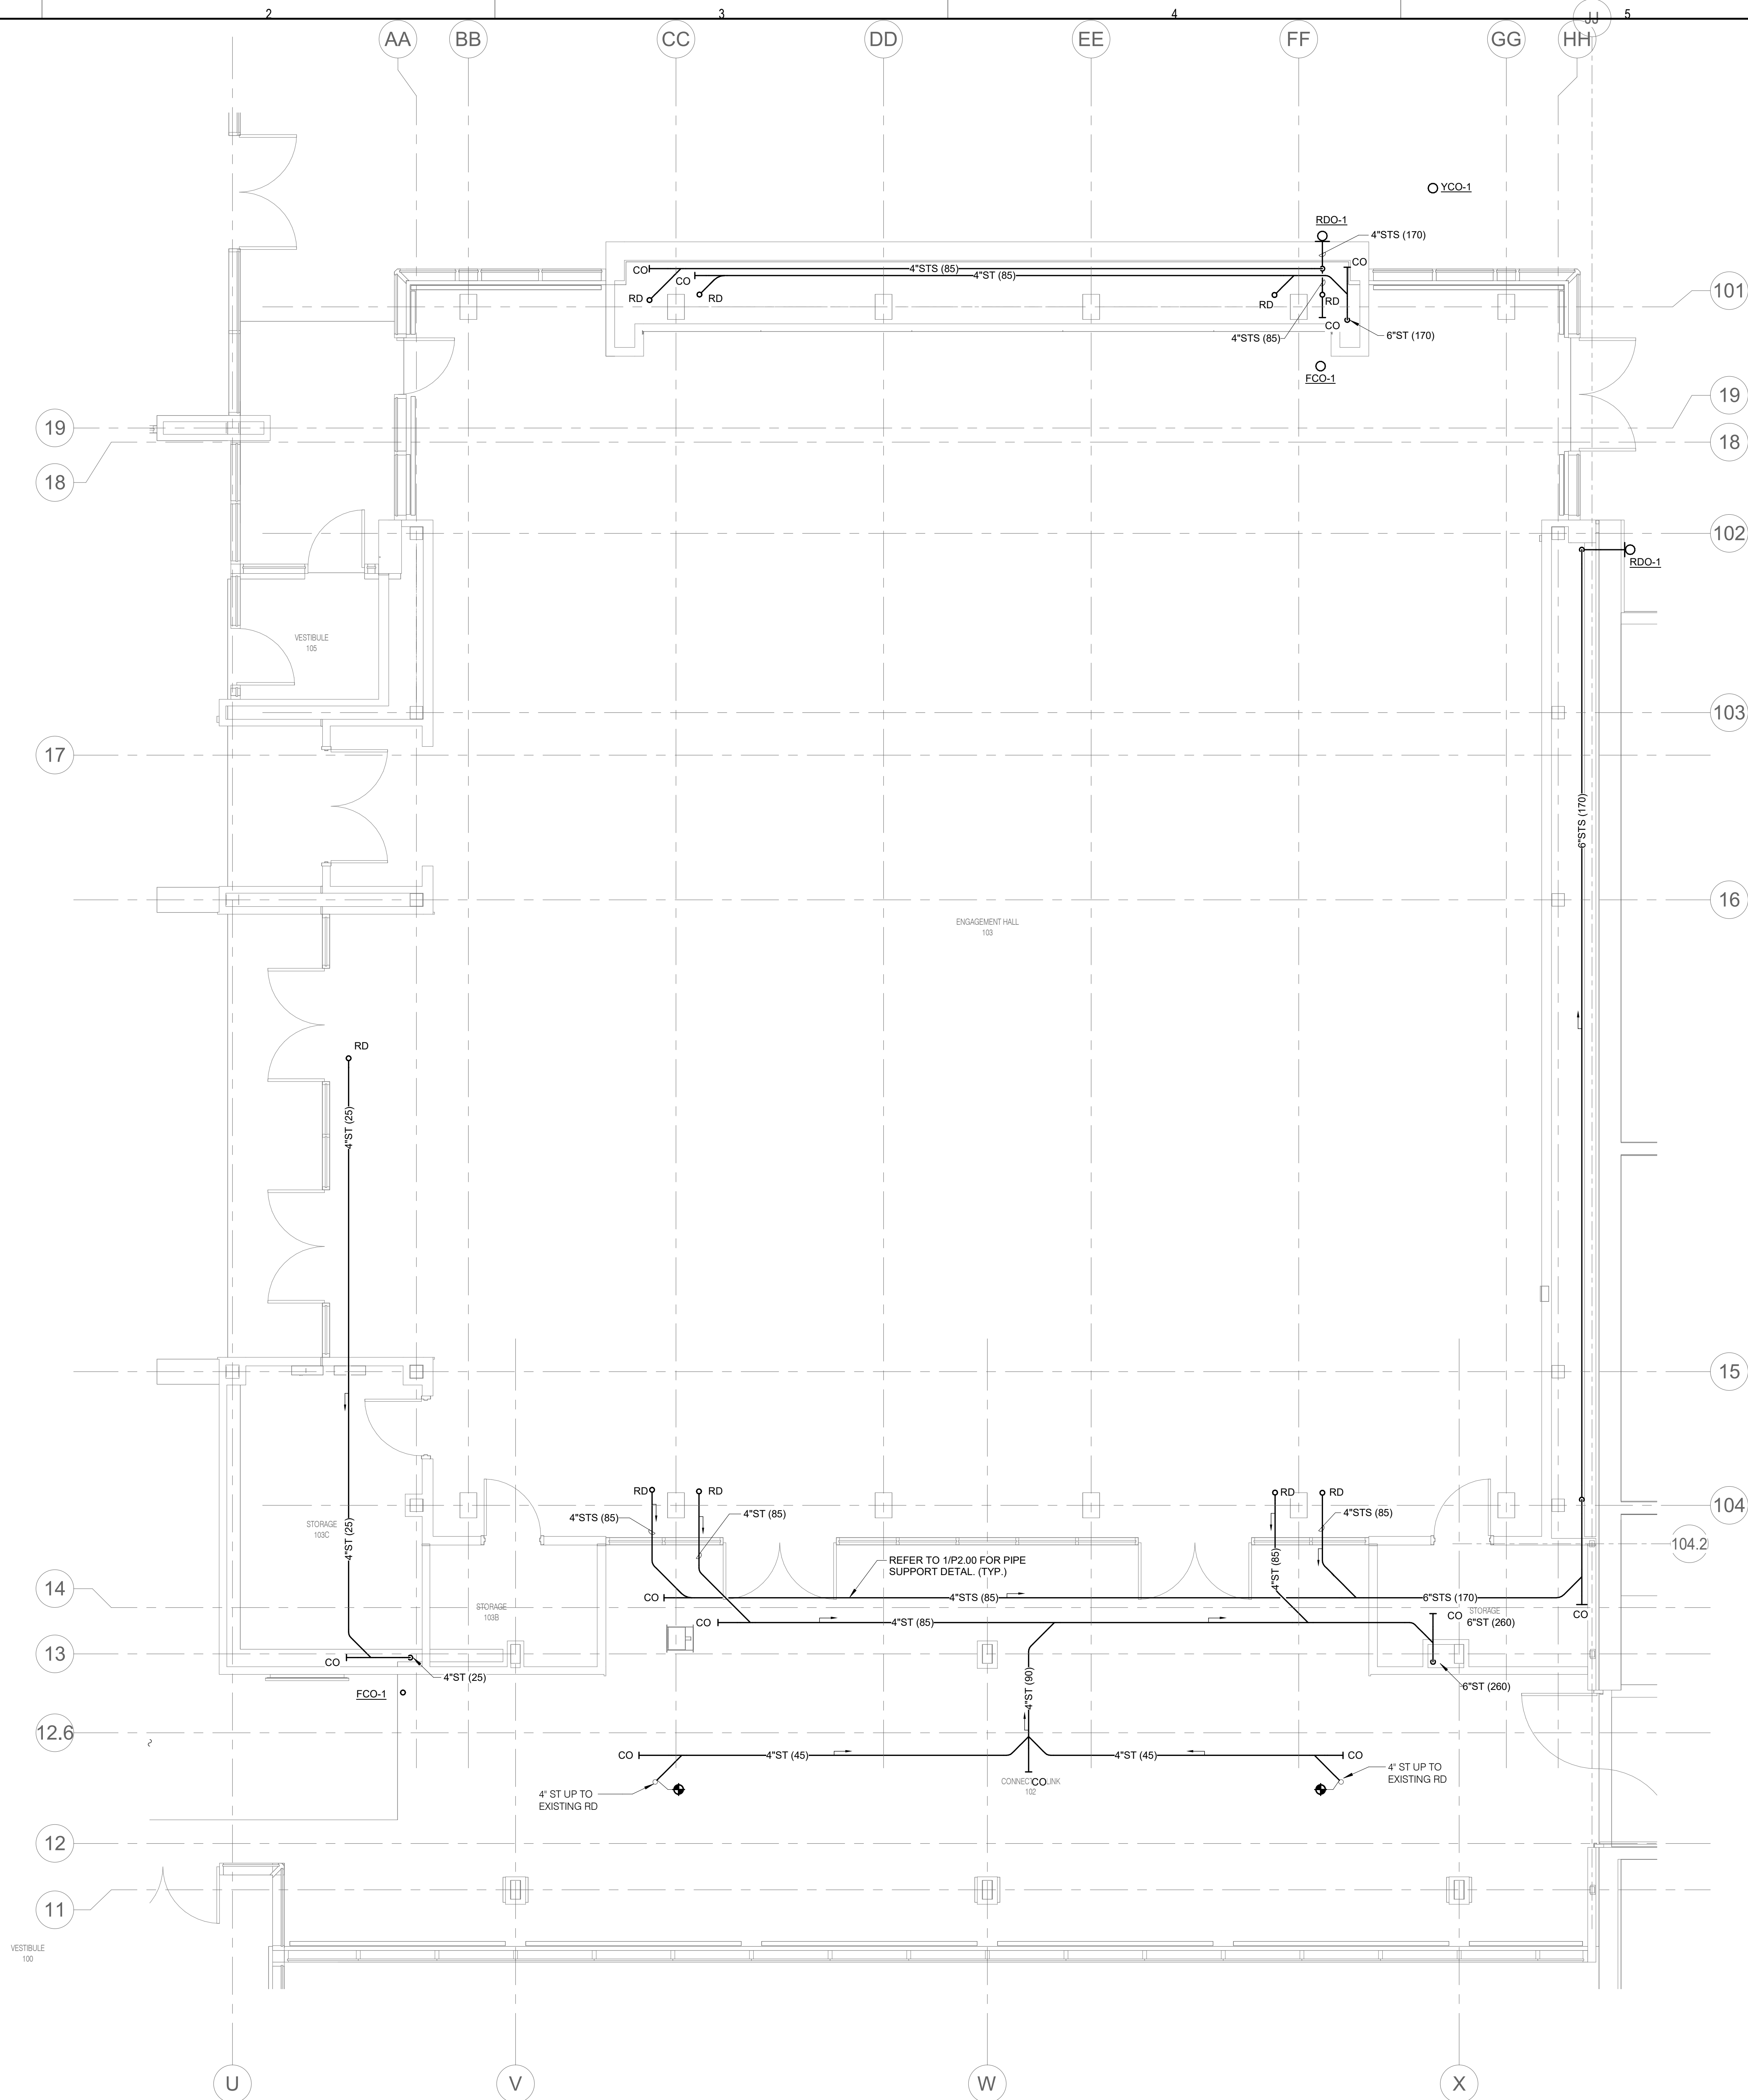 2
3
4
5
JJ
AA
BB
CC
DD
EE
FF
GG
HH
YCO-1
RDO-1
4"STS (170)
CO
4"STS (85)
CO
CO
4"ST (85)
101
RD
RD
RD
RD
CO
4"STS (85)
6"ST (170)
FCO-1
19
19
18
18
102
RDO-1
VESTIBULE
105
103
17
6"STS (170)
16
ENGAGEMENT HALL
103
RD
4"ST (25)
15
RD
RD
RD
RD
104
4"STS (85)
4"ST (85)
4"STS (85)
STORAGE
103C
4"ST (25)
104.2
REFER TO 1/P2.00 FOR PIPE
SUPPORT DETAL. (TYP.)
4"ST (85)
14
CO
4"STS (85)
6"STS (170)
STORAGE
103B
STORAGE
CO
CO
4"ST (85)
CO
6"ST (260)
13
CO
4"ST (25)
6"ST (260)
FCO-1
4"ST (90)
12.6
CO
4"ST (45)
4"ST (45)
CO
4" ST UP TO
EXISTING RD
CONNEC
CO
LINK
102
4" ST UP TO
EXISTING RD
12
11
VESTIBULE
100
U
V
W
X